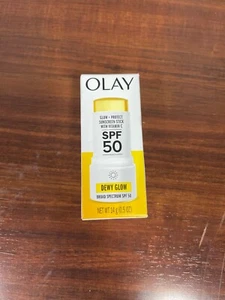 OLAY
GLOW + PROTECT
SUNSCREEN STICK
WITH VITAMIN C
SPF
50
DEWY GLOW
BROAD SPECTRUM SPF 50
NET WT 14 g (0.5 OZ)